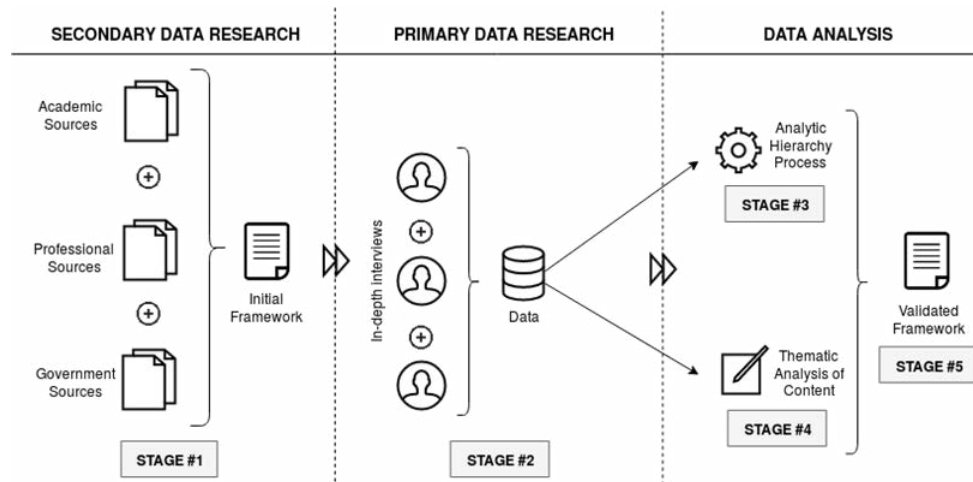 SECONDARY DATA RESEARCH
PRIMARY DATA RESEARCH
DATA ANALYSIS
Academic
Sources
Professional
Sources
Government
Sources
Initial
Framework
STAGE #1
In-depth interviews
Data
STAGE #2
Analytic
Hierarchy
Process
STAGE #3
Thematic
Analysis of
Content
STAGE #4
Validated
Framework
STAGE #5